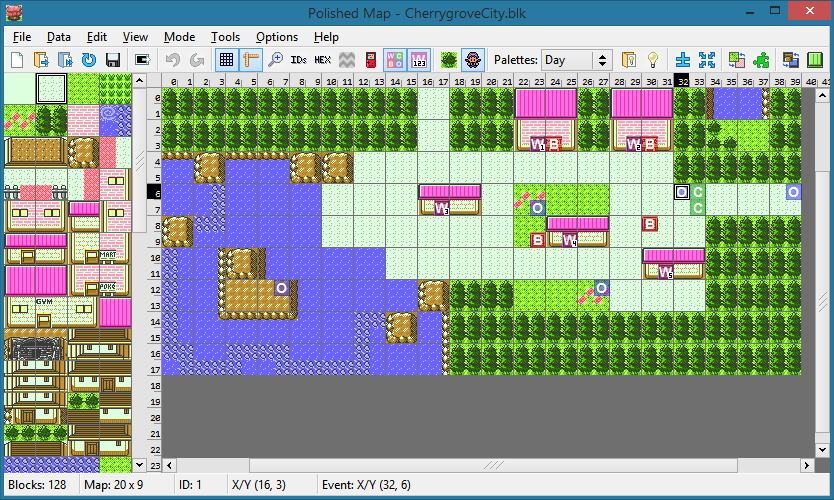 Polished Map - CherrygroveCity.blk
File Data Edit View Mode Tools Options Help
IDs HEX WC BO 123 Palettes: Day
0 1 2 3 4 5 6 7 8 9 10 11 12 13 14 15 16 17 18 19 20 21 22 23 24 25 26 27 28 29 30 31 32 33 34 35 36 37 38 39 40 41
0
1
2
3 W1 B W2 B
4
5
6 O C O
7 W3 O C
8 B
9 B W4
10
11 W5
12 O O
13
14
15
16
17
18
19
20
21
22
23
MART
POKé
GYM
Blocks: 128 Map: 20 x 9 ID: 1 X/Y (16, 3) Event: X/Y (32, 6)